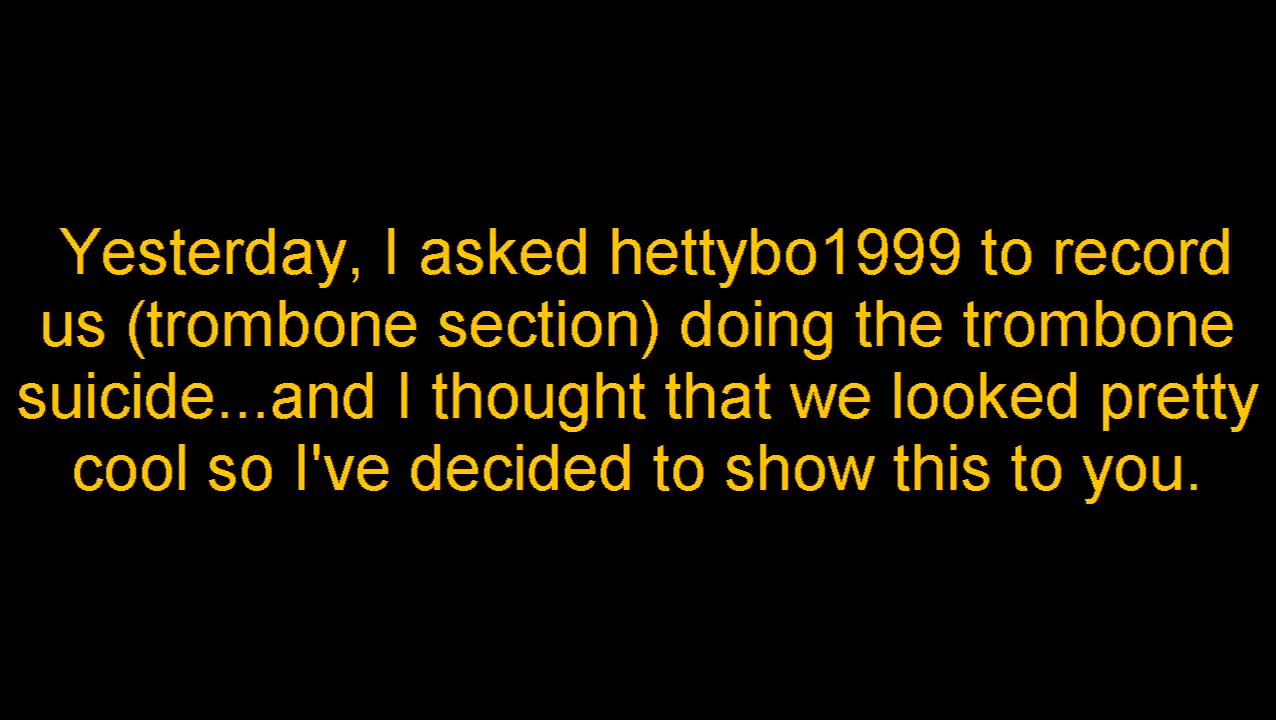 Yesterday, I asked hettybo1999 to record
us (trombone section) doing the trombone
suicide...and I thought that we looked pretty
cool so I've decided to show this to you.